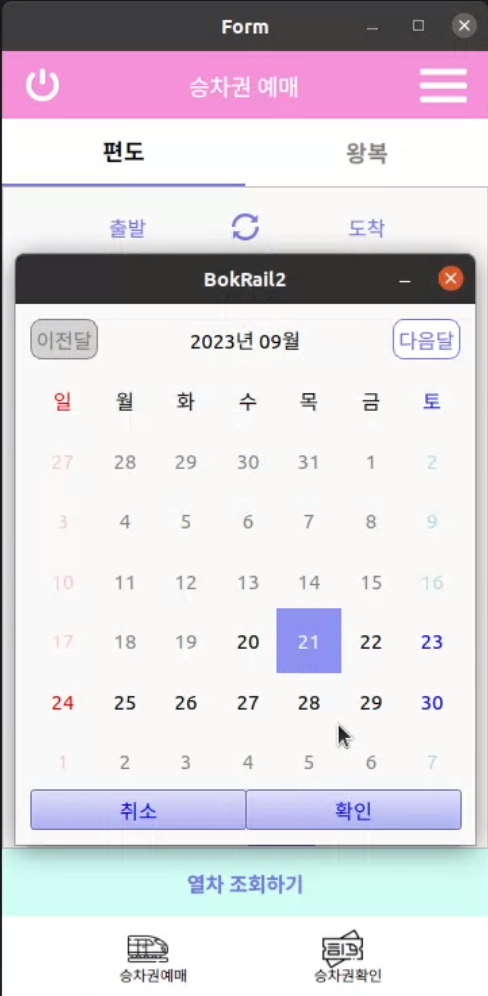 Form
승차권 예매
편도 왕복
출발 도착
BokRail2
이전달 2023년 09월 다음달
일 월 화 수 목 금 토
27 28 29 30 31 1 2
3 4 5 6 7 8 9
10 11 12 13 14 15 16
17 18 19 20 21 22 23
24 25 26 27 28 29 30
1 2 3 4 5 6 7
취소 확인
열차 조회하기
승차권예매 승차권확인